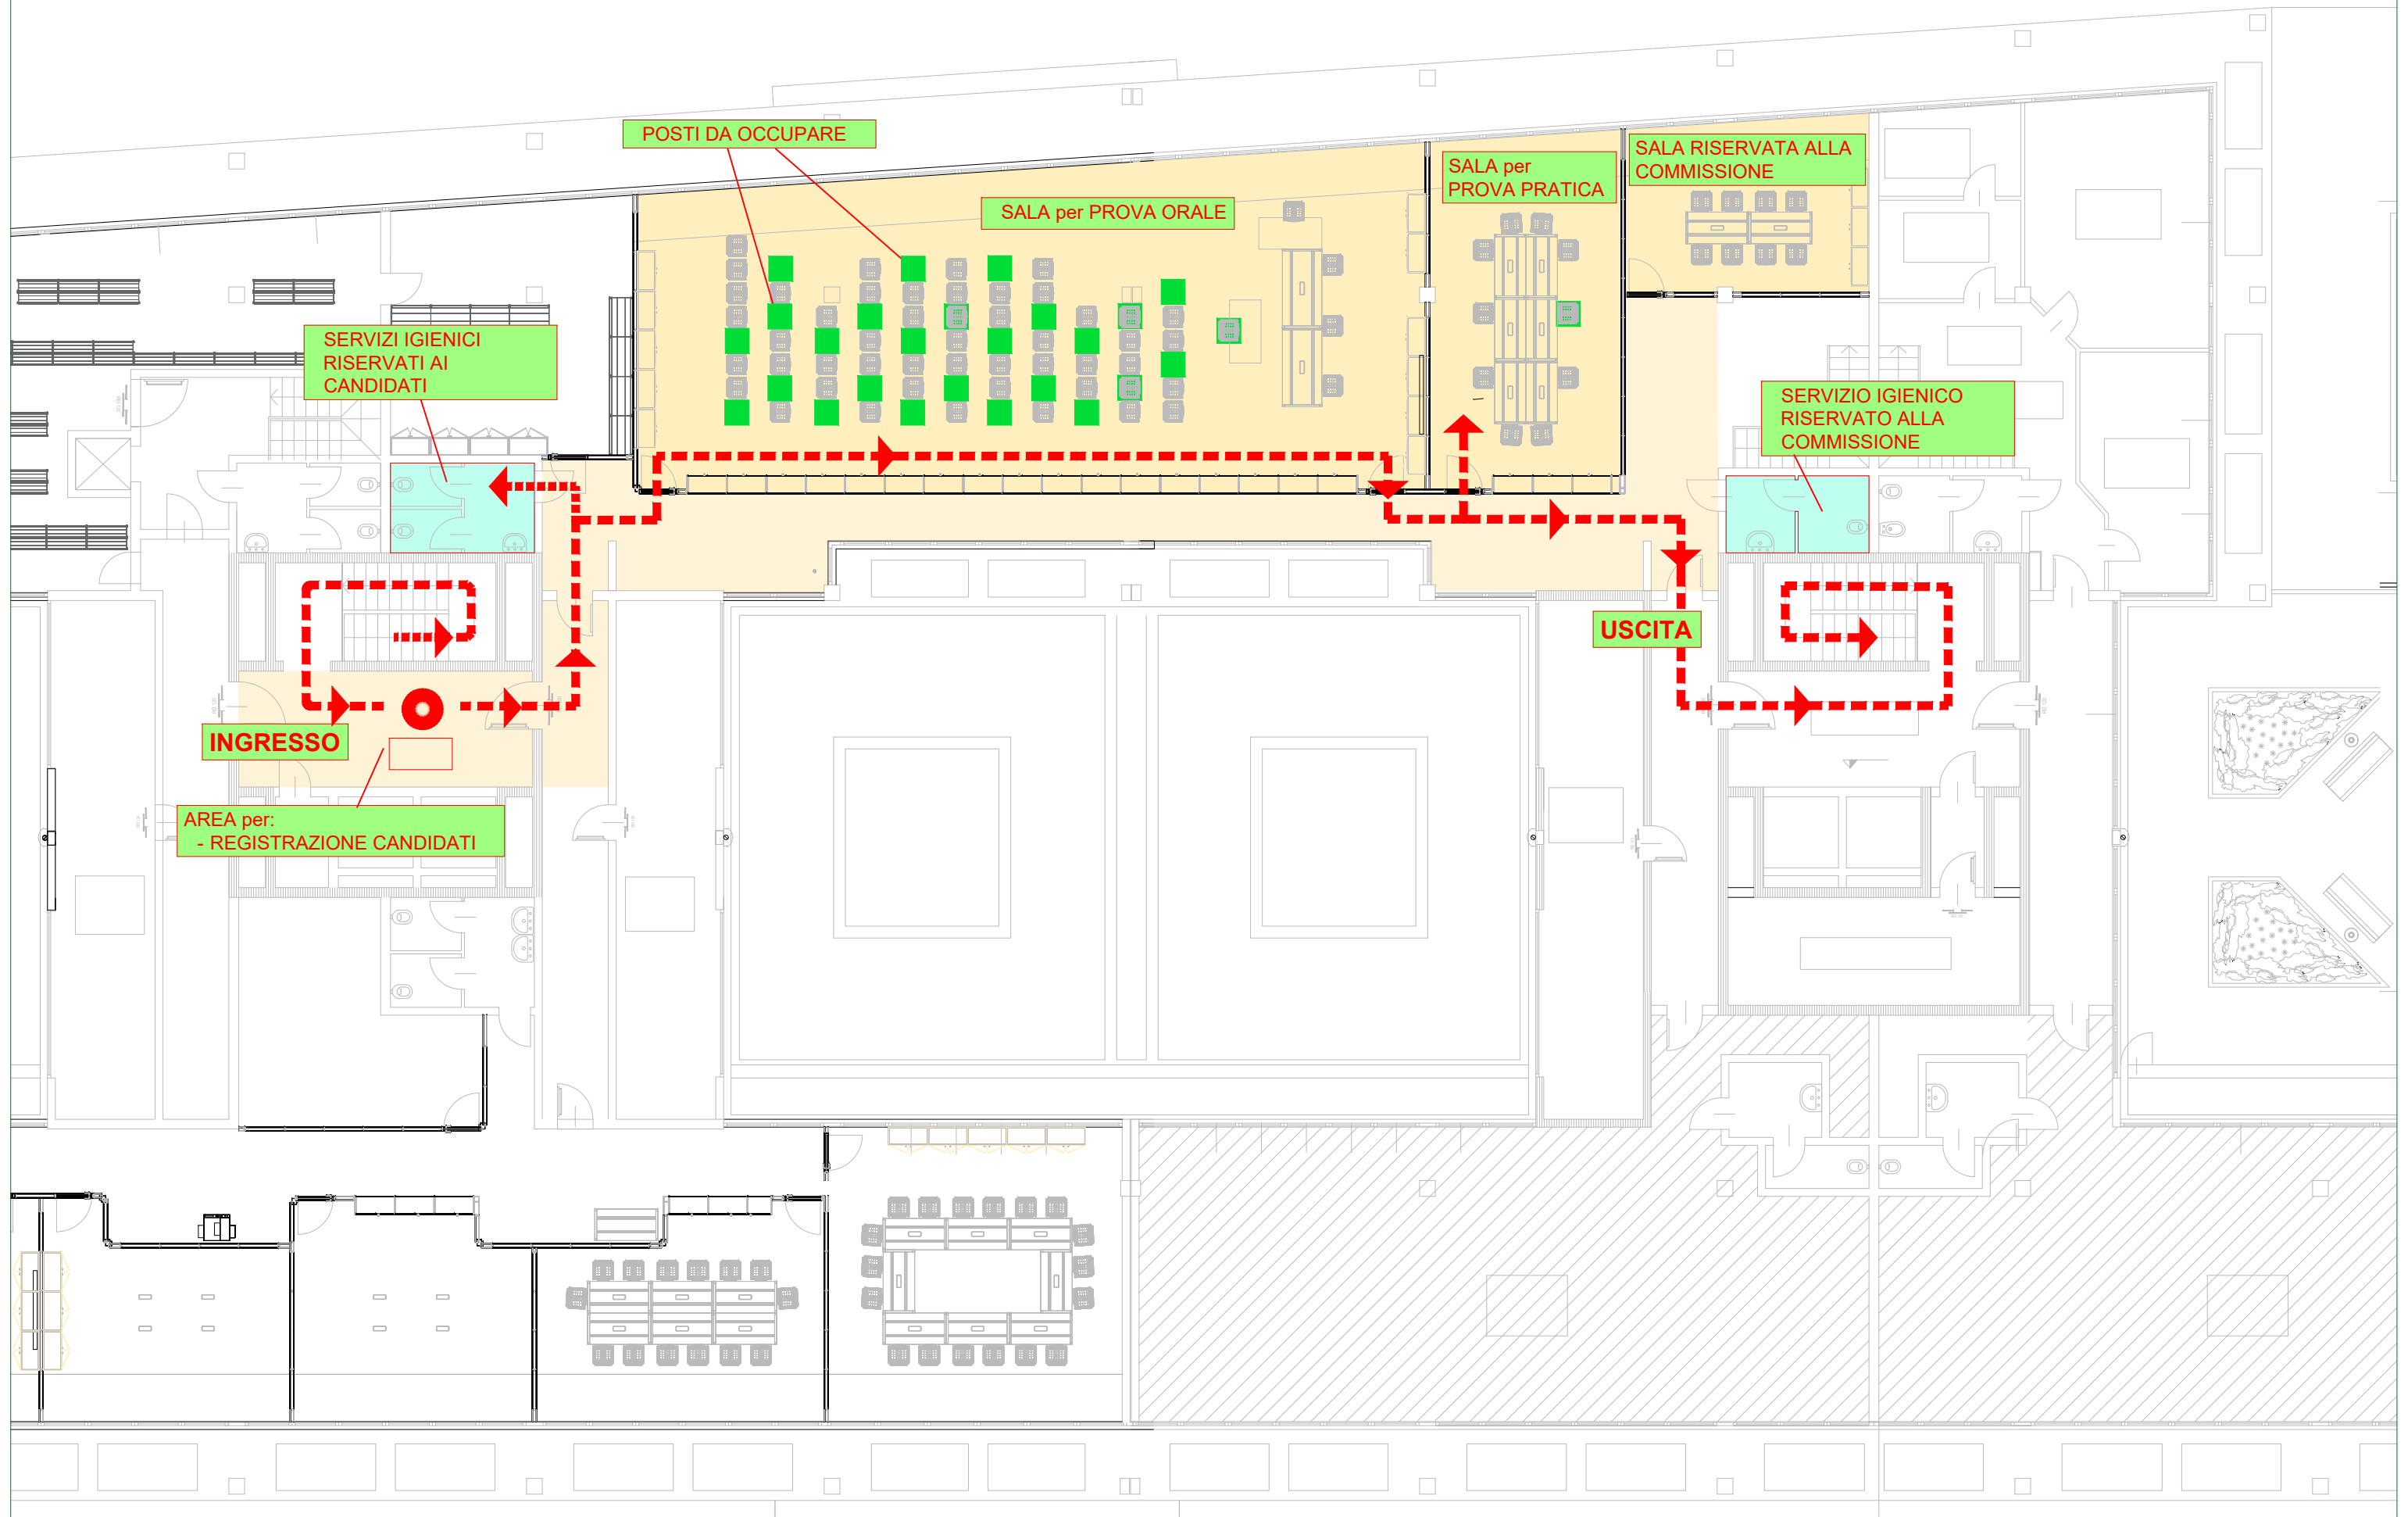 POSTI DA OCCUPARE
SALA per PROVA ORALE
SALA per
PROVA PRATICA
SALA RISERVATA ALLA
COMMISSIONE
SERVIZI IGIENICI
RISERVATI AI
CANDIDATI
SERVIZIO IGIENICO
RISERVATO ALLA
COMMISSIONE
USCITA
INGRESSO
AREA per:
- REGISTRAZIONE CANDIDATI